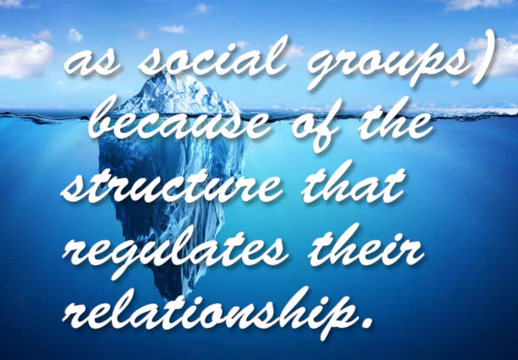 as social groups)
because of the
structure that
regulates their
relationship.